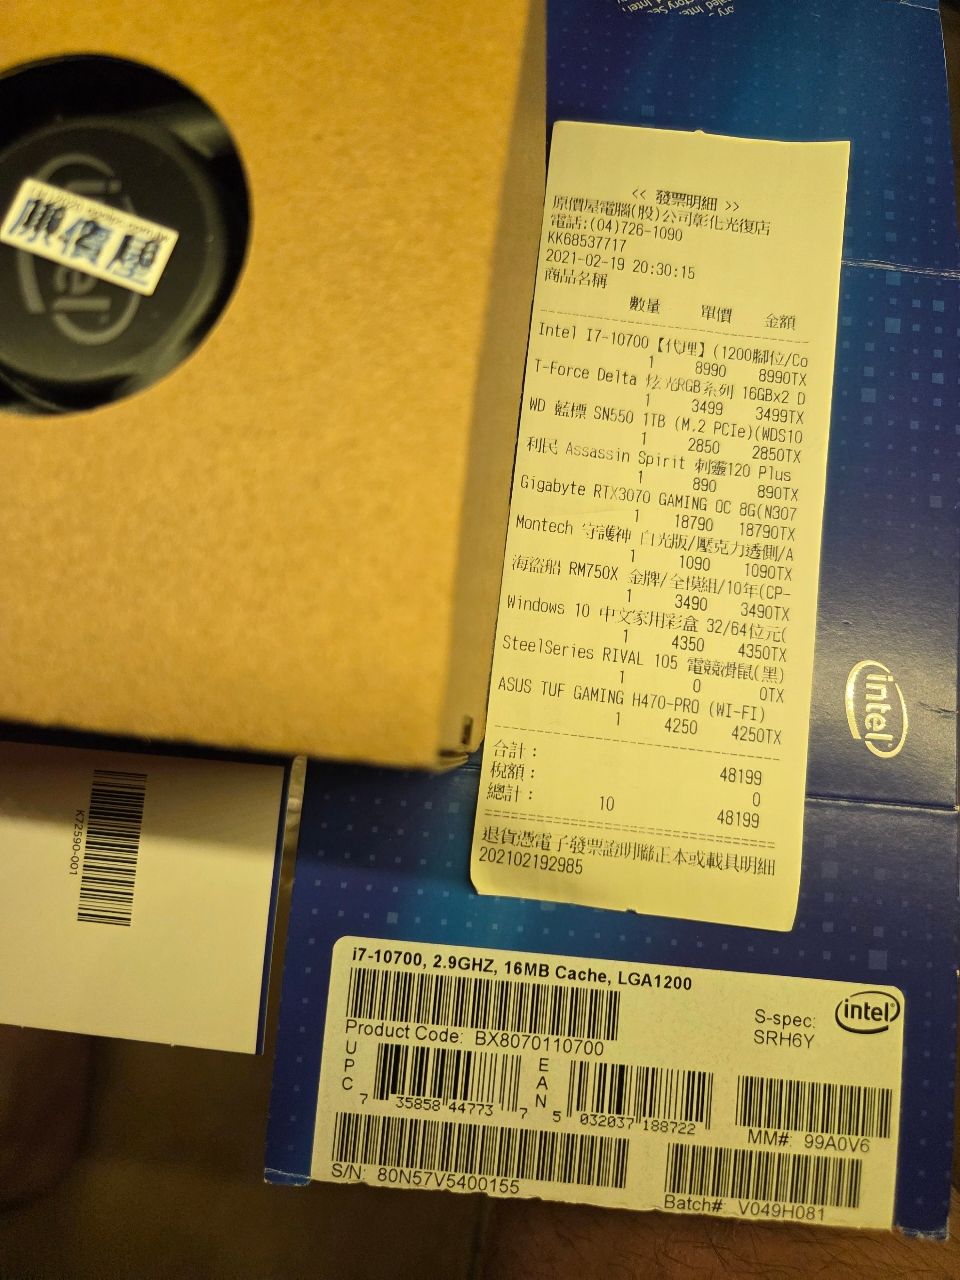 原價屋
intel
<< 發票明細 >>
原價屋電腦(股)公司彰化光復店
電話:(04)726-1090
KK68537717
2021-02-19 20:30:15
商品名稱
數量 單價 金額
Intel I7-10700【代理】(1200腳位/Co
1 8990 8990TX
T-Force Delta 炫光RGB系列 16GBx2 D
1 3499 3499TX
WD 藍標 SN550 1TB (M.2 PCIe)(WDS10
1 2850 2850TX
利民 Assassin Spirit 刺靈120 Plus
1 890 890TX
Gigabyte RTX3070 GAMING OC 8G(N307
1 18790 18790TX
Montech 守護神 白光版/壓克力透側/A
1 1090 1090TX
海盜船 RM750X 金牌/全模組/10年(CP-
1 3490 3490TX
Windows 10 中文家用彩盒 32/64位元(
1 4350 4350TX
SteelSeries RIVAL 105 電競滑鼠(黑)
1 0 0TX
ASUS TUF GAMING H470-PRO (WI-FI)
1 4250 4250TX
合計: 48199
稅額: 0
總計: 10 48199
退貨憑電子發票證明聯正本或載具明細
202102192985
intel
K72590-001
i7-10700, 2.9GHZ, 16MB Cache, LGA1200
intel
S-spec:
SRH6Y
Product Code: BX8070110700
UPC
7 35858 44773 7
EAN
5 032037 188722
MM#: 99A0V6
S/N: 80N57V5400155
Batch#: V049H081